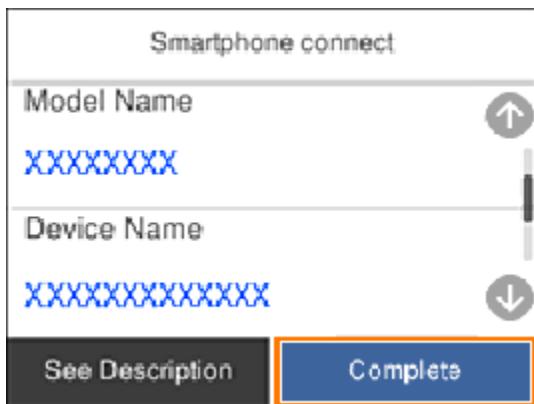 Smartphone connect
Model Name
XXXXXXXX
Device Name
XXXXXXXXXXXXX
See Description
Complete